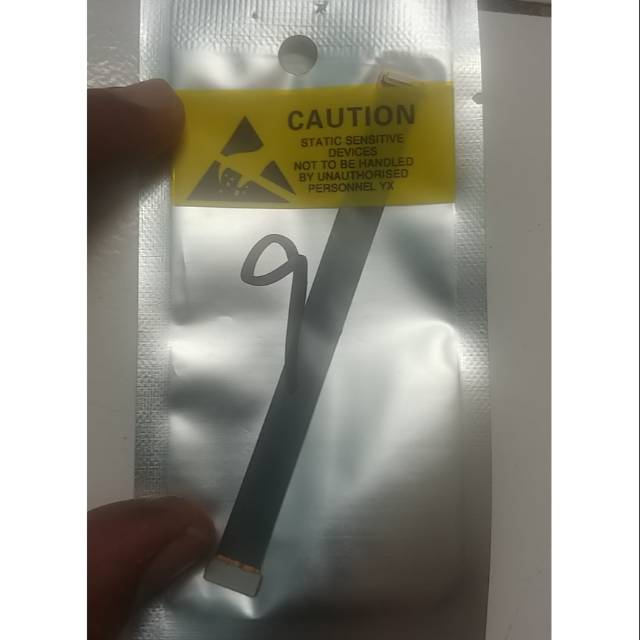 CAUTION
STATIC SENSITIVE
DEVICES
NOT TO BE HANDLED
BY UNAUTHORISED
PERSONNEL YX
9